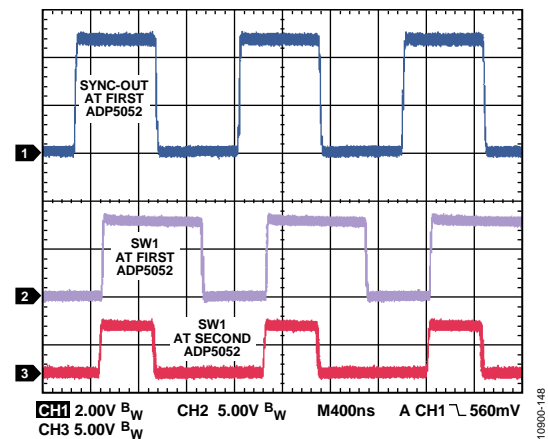 SYNC-OUT
AT FIRST
ADP5052
1
SW1
AT FIRST
ADP5052
2
SW1
AT SECOND
ADP5052
3
CH1 2.00V BW CH2 5.00V BW M400ns A CH1 ㄟ 560mV
CH3 5.00V BW
10900-148